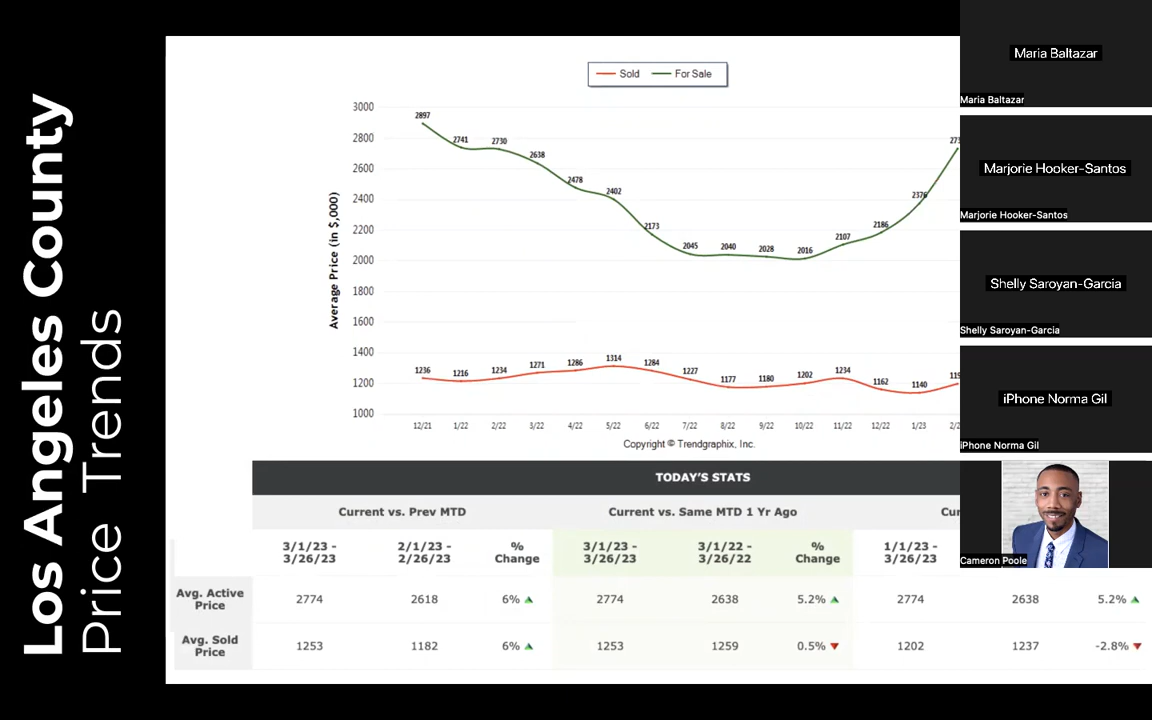 Los Angeles County
Price Trends
Sold For Sale
Average Price (in $,000)
3000
2800
2600
2400
2200
2000
1800
1600
1400
1200
1000
2897 2741 2730 2638 2478 2402 2173 2045 2040 2028 2016 2107 2186 2376
1236 1216 1234 1271 1286 1314 1284 1227 1177 1180 1202 1234 1162 1140
12/21 1/22 2/22 3/22 4/22 5/22 6/22 7/22 8/22 9/22 10/22 11/22 12/22 1/23
Copyright © Trendgraphix, Inc.
TODAY'S STATS
Current vs. Prev MTD Current vs. Same MTD 1 Yr Ago
3/1/23 - 3/26/23 2/1/23 - 2/26/23 % Change 3/1/23 - 3/26/23 3/1/22 - 3/26/22 % Change 1/1/23 - 3/26/23
Avg. Active Price 2774 2618 6% 2774 2638 5.2% 2774 2638 5.2%
Avg. Sold Price 1253 1182 6% 1253 1259 0.5% 1202 1237 -2.8%
Maria Baltazar
Maria Baltazar
Marjorie Hooker-Santos
Marjorie Hooker-Santos
Shelly Saroyan-Garcia
Shelly Saroyan-Garcia
iPhone Norma Gil
iPhone Norma Gil
Cameron Poole